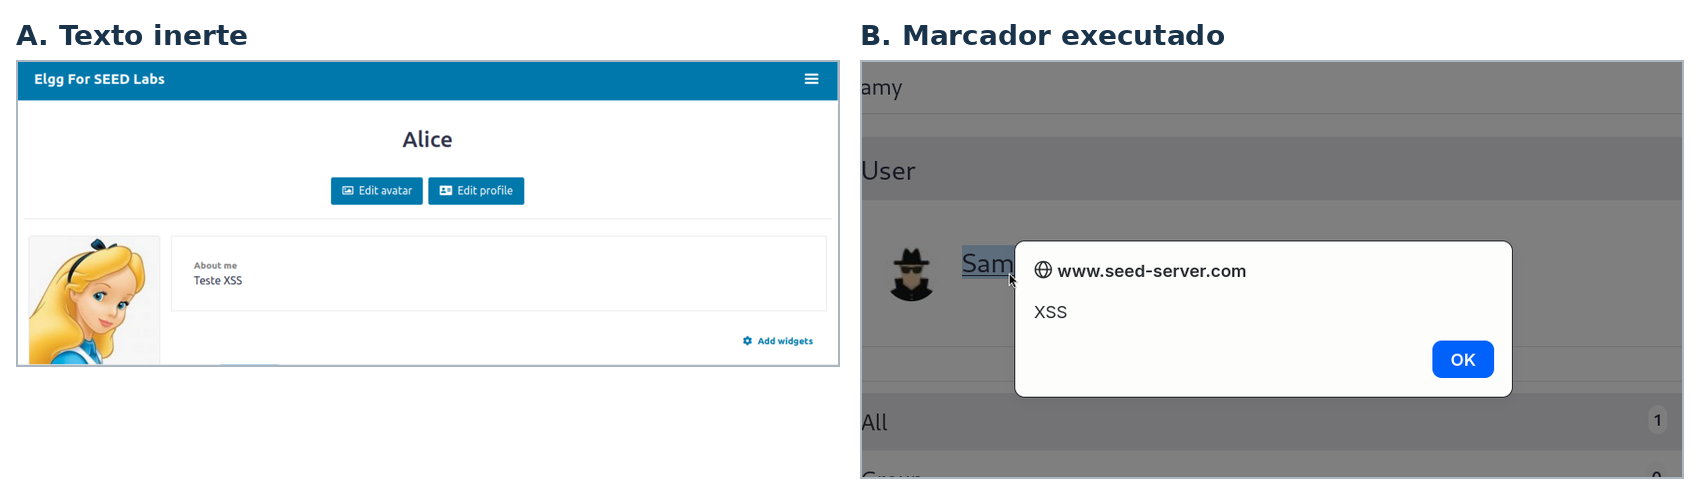 A. Texto inerte
Elgg For SEED Labs
Alice
Edit avatar
Edit profile
About me
Teste XSS
Add widgets
B. Marcador executado
amy
User
Sam
www.seed-server.com
XSS
OK
All
1